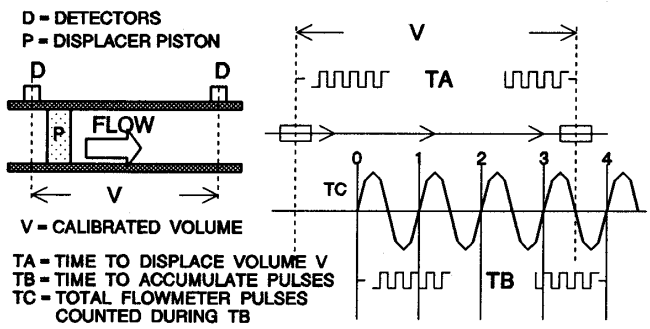 D = DETECTORS
P = DISPLACER PISTON
D D
P
FLOW
V
V = CALIBRATED VOLUME
TA = TIME TO DISPLACE VOLUME V
TB = TIME TO ACCUMULATE PULSES
TC = TOTAL FLOWMETER PULSES
COUNTED DURING TB
V
TA
0 1 2 3 4
TC
TB